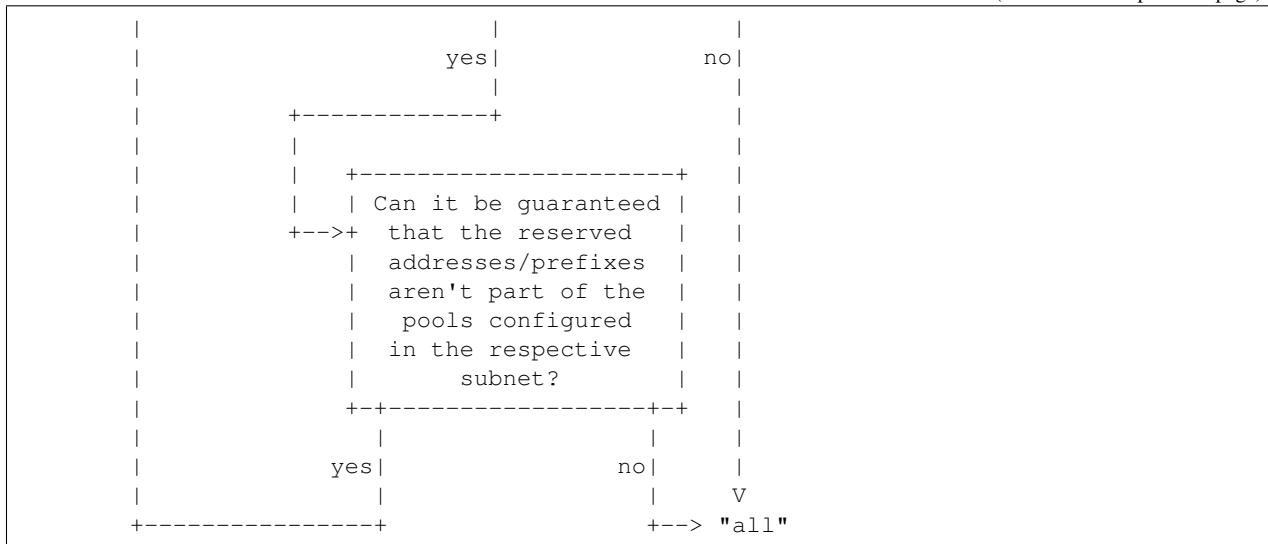 yes| no|
Can it be guaranteed
that the reserved
addresses/prefixes
aren't part of the
pools configured
in the respective
subnet?
yes| no|
V
+-----------------+ +--> "all"